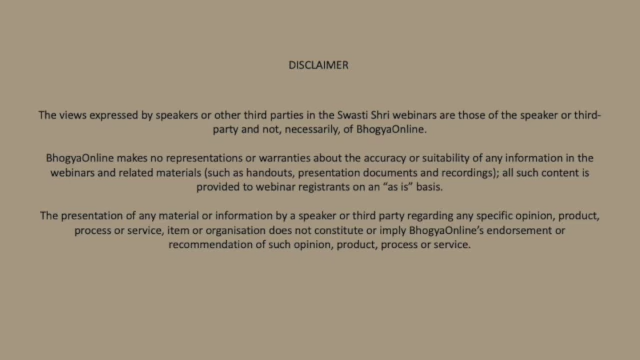 DISCLAIMER
The views expressed by speakers or other third parties in the Swasti Shri webinars are those of the speaker or third-
party and not, necessarily, of BhogyaOnline.
BhogyaOnline makes no representations or warranties about the accuracy or suitability of any information in the
webinars and related materials (such as handouts, presentation documents and recordings); all such content is
provided to webinar registrants on an “as is” basis.
The presentation of any material or information by a speaker or third party regarding any specific opinion, product,
process or service, item or organisation does not constitute or imply BhogyaOnline’s endorsement or
recommendation of such opinion, product, process or service.